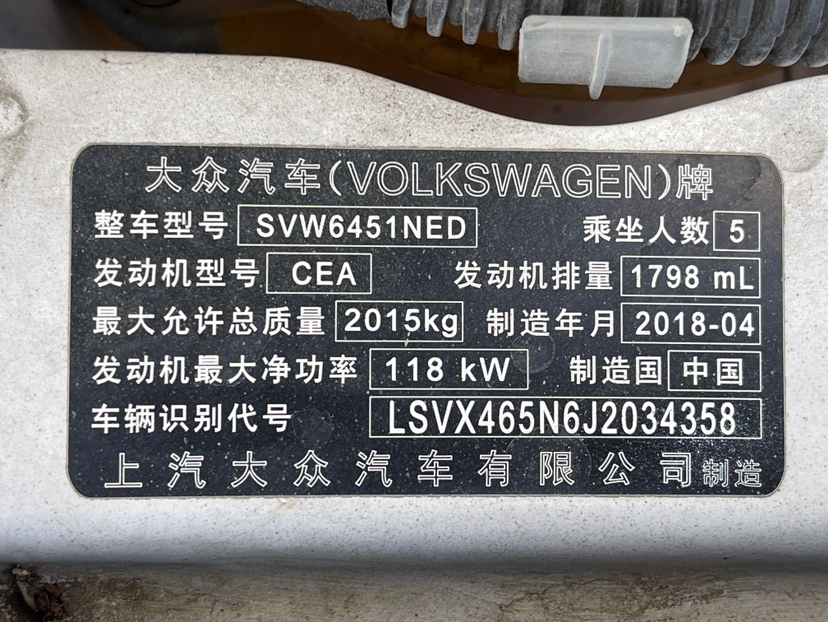 大众汽车(VOLKSWAGEN)牌
整车型号 SVW6451NED 乘坐人数 5
发动机型号 CEA 发动机排量 1798 mL
最大允许总质量 2015kg 制造年月 2018-04
发动机最大净功率 118 kW 制造国 中国
车辆识别代号 LSVX465N6J2034358
上汽大众汽车有限公司制造